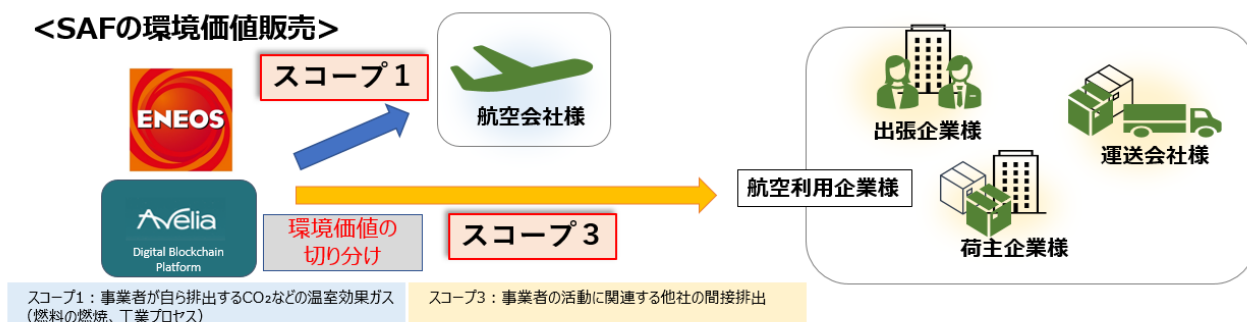 <SAFの環境価値販売>
スコープ1
ENEOS
航空会社様
出張企業様
運送会社様
航空利用企業様
荷主企業様
Avelia
Digital Blockchain
Platform
環境価値の
切り分け
スコープ3
スコープ1：事業者が自ら排出するCO₂などの温室効果ガス
（燃料の燃焼、工業プロセス）
スコープ3：事業者の活動に関連する他社の間接排出